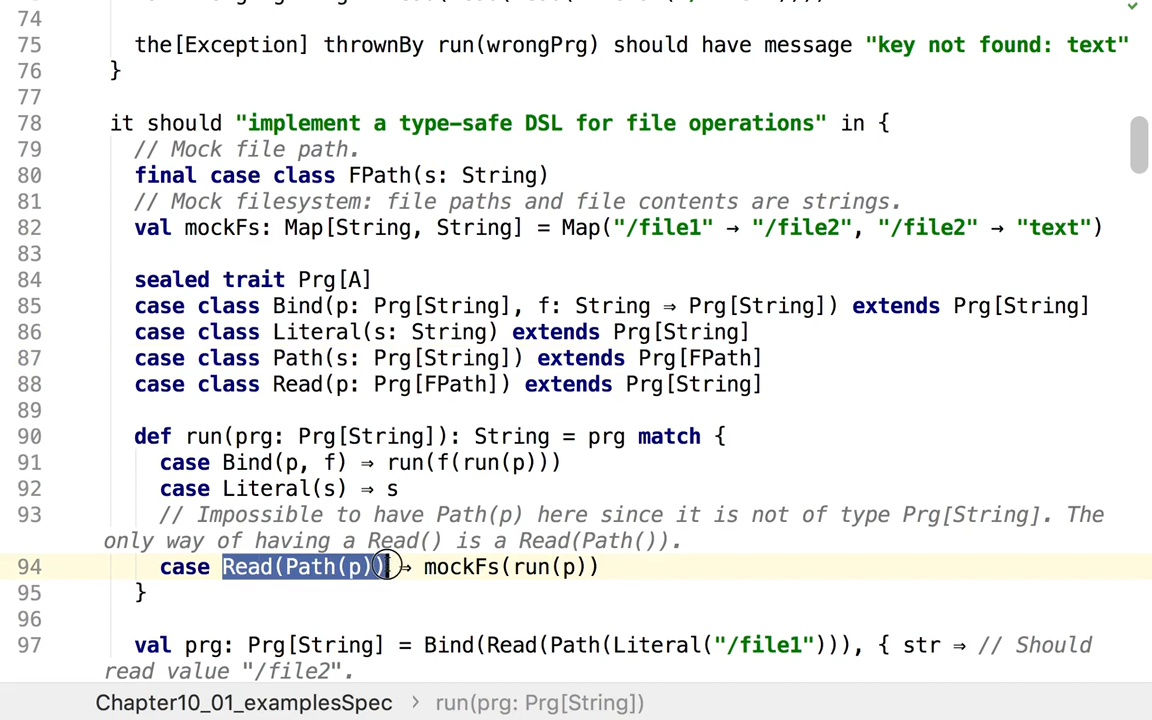 74
75 the[Exception] thrownBy run(wrongPrg) should have message "key not found: text"
76 }
77
78 it should "implement a type-safe DSL for file operations" in {
79 // Mock file path.
80 final case class FPath(s: String)
81 // Mock filesystem: file paths and file contents are strings.
82 val mockFs: Map[String, String] = Map("/file1" → "/file2", "/file2" → "text")
83
84 sealed trait Prg[A]
85 case class Bind(p: Prg[String], f: String ⇒ Prg[String]) extends Prg[String]
86 case class Literal(s: String) extends Prg[String]
87 case class Path(s: Prg[String]) extends Prg[FPath]
88 case class Read(p: Prg[FPath]) extends Prg[String]
89
90 def run(prg: Prg[String]): String = prg match {
91 case Bind(p, f) ⇒ run(f(run(p)))
92 case Literal(s) ⇒ s
93 // Impossible to have Path(p) here since it is not of type Prg[String]. The
only way of having a Read() is a Read(Path()).
94 case Read(Path(p)) ⇒ mockFs(run(p))
95 }
96
97 val prg: Prg[String] = Bind(Read(Path(Literal("/file1"))), { str ⇒ // Should
read value "/file2".
Chapter10_01_examplesSpec › run(prg: Prg[String])